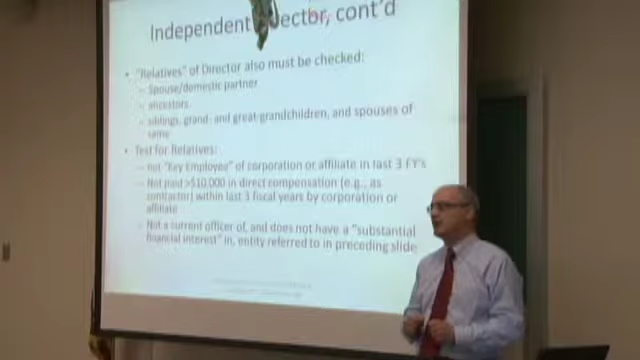 Independent Director, cont'd
• "Relatives" of Director also must be checked:
– Spouse/domestic partner
– ancestors
– siblings, grand- and great-grandchildren, and spouses of
same
• Test for Relatives:
– not "Key Employee" of corporation or affiliate in last 3 FY's
– Not paid >$10,000 in direct compensation (e.g., as
contractor) within last 3 fiscal years by corporation or
affiliate
– Not a current officer of, and does not have a "substantial
financial interest" in, entity referred to in preceding slide